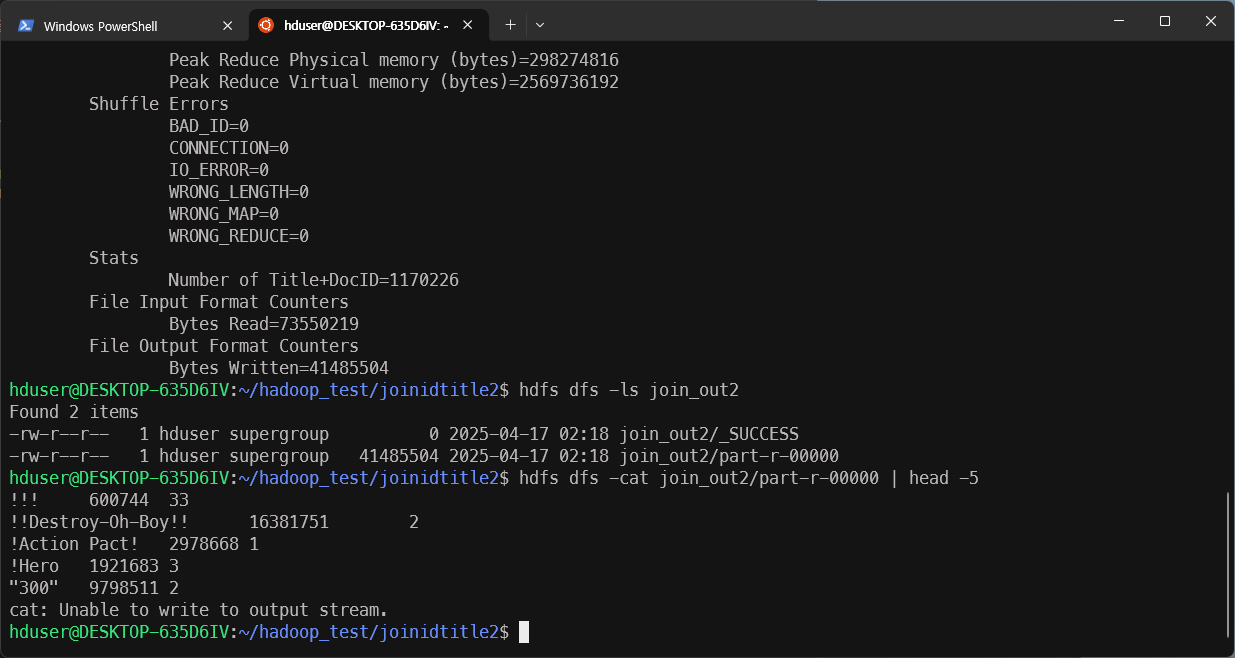 Windows PowerShell
hduser@DESKTOP-635D6IV: ~
                Peak Reduce Physical memory (bytes)=298274816
                Peak Reduce Virtual memory (bytes)=2569736192
        Shuffle Errors
                BAD_ID=0
                CONNECTION=0
                IO_ERROR=0
                WRONG_LENGTH=0
                WRONG_MAP=0
                WRONG_REDUCE=0
        Stats
                Number of Title+DocID=1170226
        File Input Format Counters
                Bytes Read=73550219
        File Output Format Counters
                Bytes Written=41485504
hduser@DESKTOP-635D6IV:~/hadoop_test/joinidtitle2$ hdfs dfs -ls join_out2
Found 2 items
-rw-r--r--   1 hduser supergroup          0 2025-04-17 02:18 join_out2/_SUCCESS
-rw-r--r--   1 hduser supergroup   41485504 2025-04-17 02:18 join_out2/part-r-00000
hduser@DESKTOP-635D6IV:~/hadoop_test/joinidtitle2$ hdfs dfs -cat join_out2/part-r-00000 | head -5
!!!     600744  33
!!Destroy-Oh-Boy!!      16381751        2
!Action Pact!   2978668 1
!Hero   1921683 3
"300"   9798511 2
cat: Unable to write to output stream.
hduser@DESKTOP-635D6IV:~/hadoop_test/joinidtitle2$